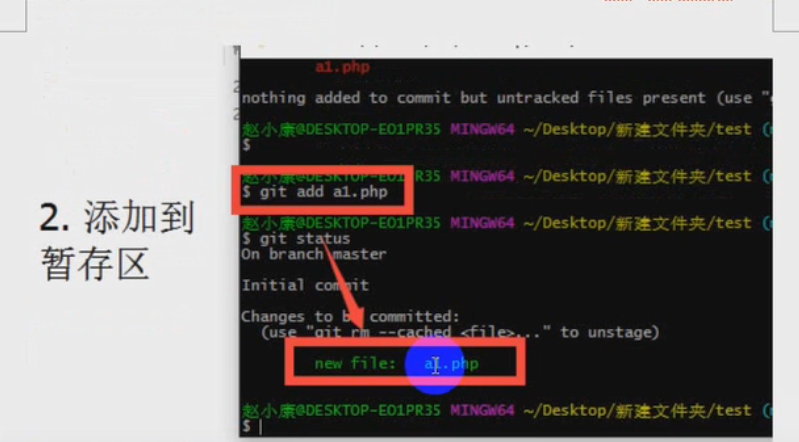 2. 添加到
暂存区
a1.php
nothing added to commit but untracked files present (use "
赵小康@DESKTOP-EO1PR35 MINGW64 ~/Desktop/新建文件夹/test (
$
赵小康@DESKTOP-EO1PR35 MINGW64 ~/Desktop/新建文件夹/test (
$ git add a1.php
赵小康@DESKTOP-EO1PR35 MINGW64 ~/Desktop/新建文件夹/test (
$ git status
On branch master
Initial commit
Changes to be committed:
(use "git rm --cached <file>..." to unstage)
new file: a1.php
赵小康@DESKTOP-EO1PR35 MINGW64 ~/Desktop/新建文件夹/test (
$